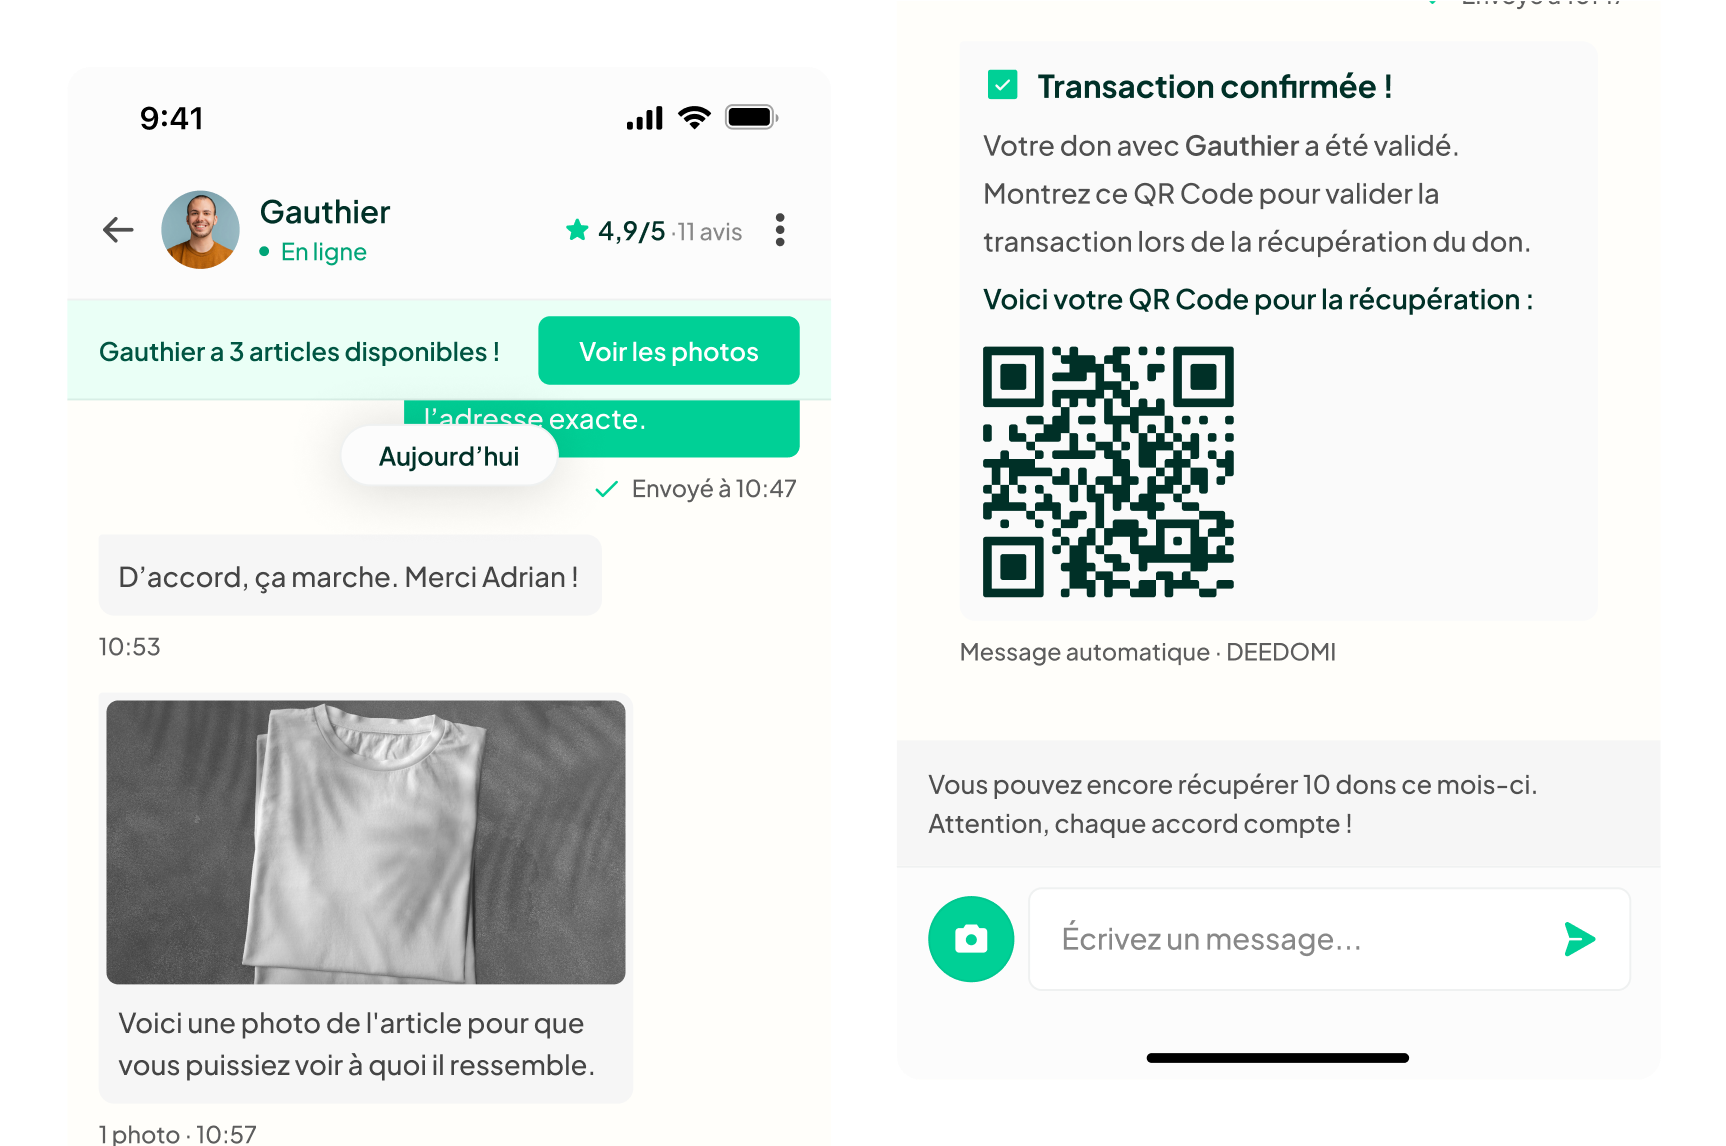 9:41
Gauthier
En ligne
4,9/5 · 11 avis
Gauthier a 3 articles disponibles !
Voir les photos
l’adresse exacte.
Aujourd’hui
Envoyé à 10:47
D’accord, ça marche. Merci Adrian !
10:53
Voici une photo de l'article pour que
vous puissiez voir à quoi il ressemble.
1 photo · 10:57
Envoyé à 10:47
Transaction confirmée !
Votre don avec Gauthier a été validé.
Montrez ce QR Code pour valider la
transaction lors de la récupération du don.
Voici votre QR Code pour la récupération :
Message automatique · DEEDOMI
Vous pouvez encore récupérer 10 dons ce mois-ci.
Attention, chaque accord compte !
Écrivez un message...